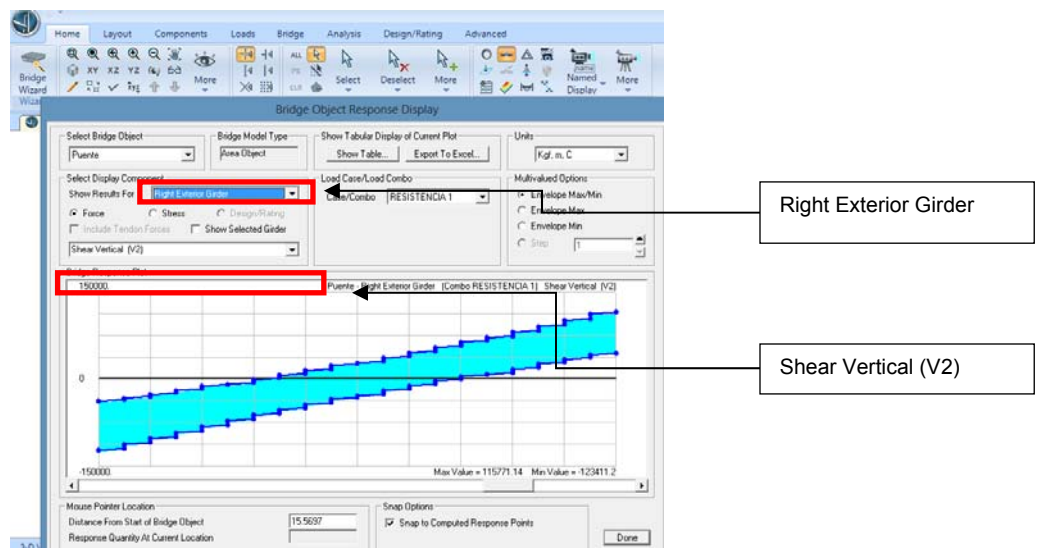 Home Layout Components Loads Bridge Analysis Design/Rating Advanced
XY XZ YZ
ALL
More
Select Deselect More
Named Display
More
Bridge Wizard
Bridge Object Response Display
Select Bridge Object
Puente
Bridge Model Type
Area Object
Show Tabular Display of Current Plot
Show Table... Export To Excel...
Units
Kgf, m, C
Select Display Component
Show Results For Right Exterior Girder
Force Stress Design/Rating
Include Tendon Forces Show Selected Girder
Shear Vertical (V2)
Load Case/Load Combo
Case/Combo RESISTENCIA 1
Multivalued Options
Envelope Max/Min
Envelope Max
Envelope Min
Step 1
Right Exterior Girder
Bridge Response Plot
150000. Puente - Right Exterior Girder (Combo RESISTENCIA 1) Shear Vertical (V2)
0
-150000. Max Value = 115771.14 Min Value = -123411.2
Shear Vertical (V2)
Mouse Pointer Location
Distance From Start of Bridge Object 15.5697
Response Quantity At Current Location
Snap Options
Snap to Computed Response Points
Done